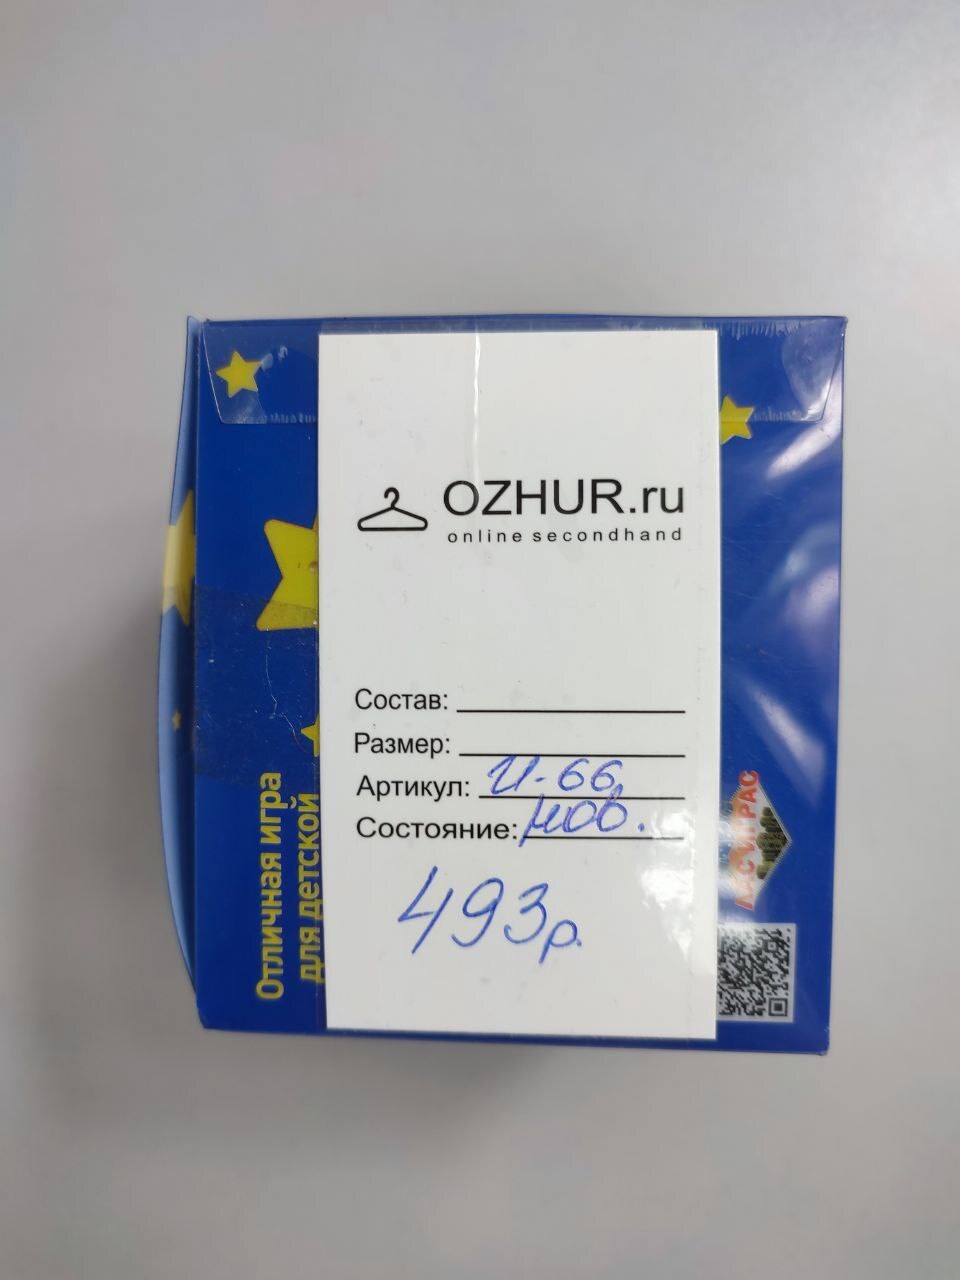 OZHUR.ru
online secondhand
Состав:
Размер:
Артикул: И-66
Состояние: нов.
493р.
Отличная игра
для детской